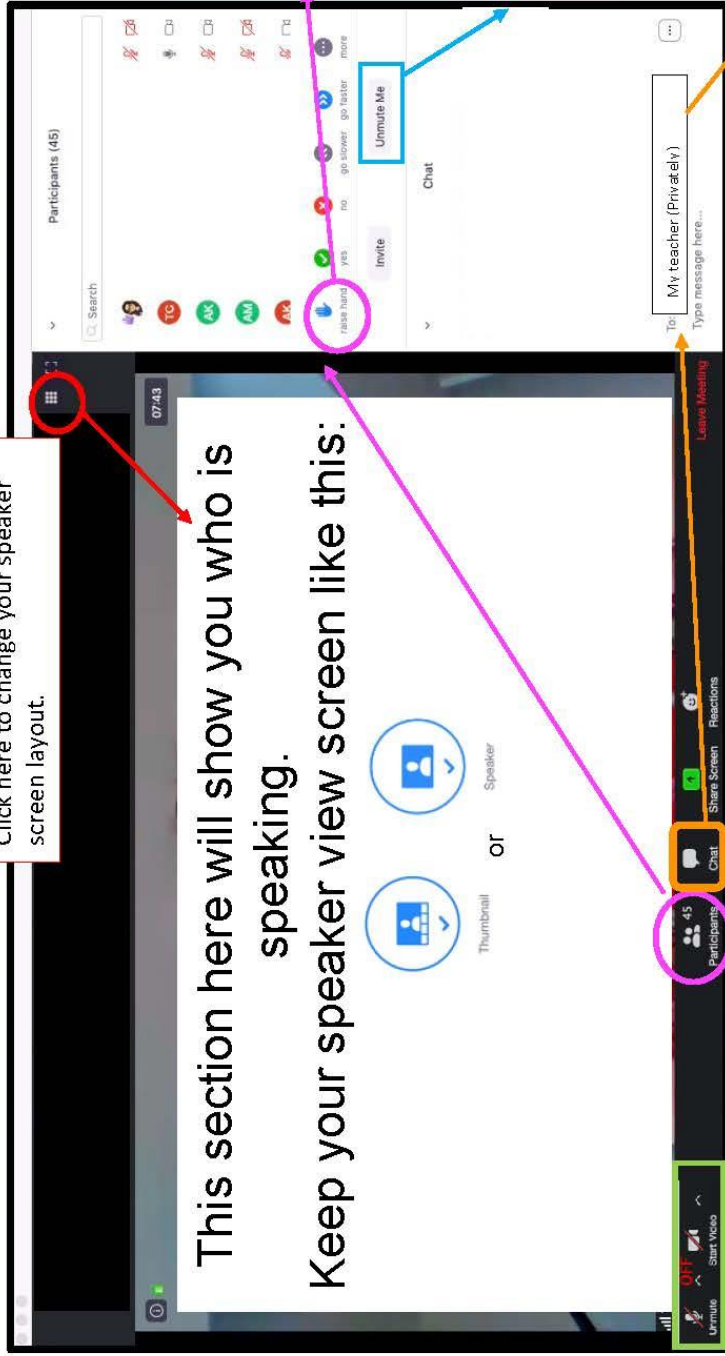 Click here to change your speaker
screen layout.
Participants (45)
Search
TG
AK
AM
AK
raise hand
yes
no
go slower
go faster
more
Invite
Unmute Me
Chat
To:
My teacher (Privately)
Type message here...
07:43
This section here will show you who is
speaking.
Keep your speaker view screen like this:
Thumbnail
or
Speaker
Unmute
OFF
Start Video
45
Participants
Chat
Share Screen
Reactions
Leave Meeting